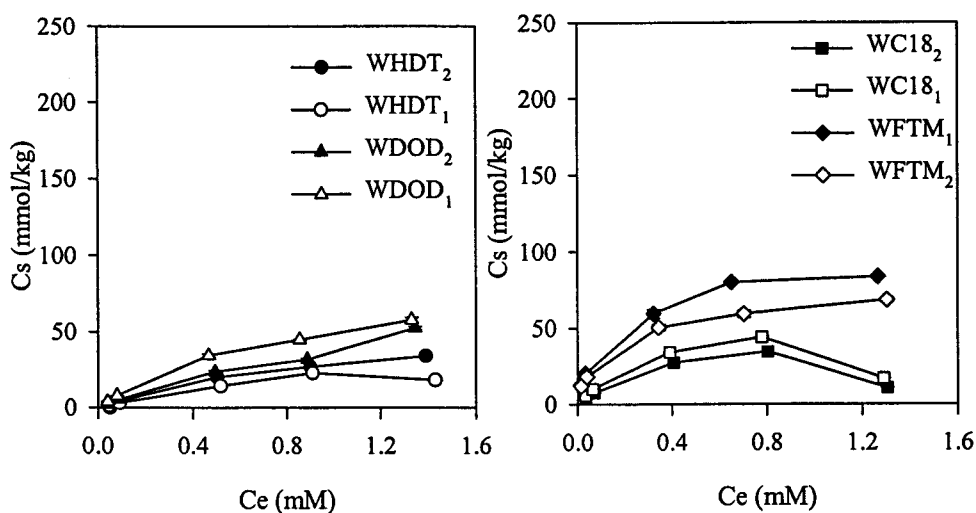 250
200
150
100
50
0
Cs (mmol/kg)
WHDT₂
WHDT₁
WDOD₂
WDOD₁
0.0 0.4 0.8 1.2 1.6
Ce (mM)
250
200
150
100
50
0
Cs (mmol/kg)
WC18₂
WC18₁
WFTM₁
WFTM₂
0.0 0.4 0.8 1.2 1.6
Ce (mM)